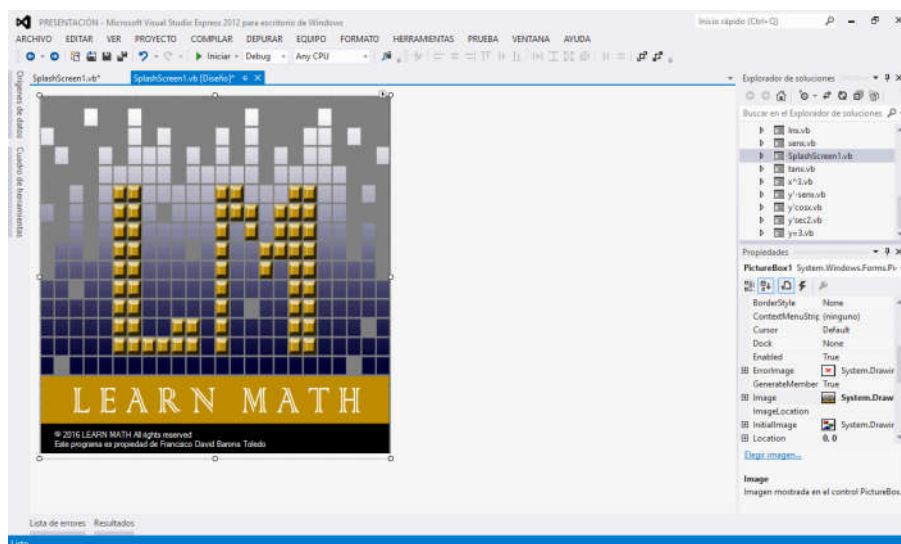 PRESENTACIÓN - Microsoft Visual Studio Express 2012 para escritorio de Windows
Inicio rápido (Ctrl+Q)
ARCHIVO EDITAR VER PROYECTO COMPILAR DEPURAR EQUIPO FORMATO HERRAMIENTAS PRUEBA VENTANA AYUDA
Iniciar Debug Any CPU
Orígenes de datos
Cuadro de herramientas
SplashScreen1.vb* SplashScreen1.vb [Diseño]*
LM
LEARN MATH
© 2016 LEARN MATH All rights reserved
Este programa es propiedad de Francisco David Barona Toledo
Explorador de soluciones
Buscar en el Explorador de soluciones
senx.vb
SplashScreen1.vb
tanx.vb
x^3.vb
y'-senx.vb
y'cosx.vb
y'sec2.vb
y=3.vb
Propiedades
PictureBox1 System.Windows.Forms.Pi
BorderStyle None
ContextMenuStrip (ninguno)
Cursor Default
Dock None
Enabled True
ErrorImage System.Drawin
GenerateMember True
Image System.Draw
ImageLocation
InitialImage System.Drawin
Location 0, 0
Elegir imagen...
Image
Imagen mostrada en el control PictureBox.
Lista de errores Resultados
Listo